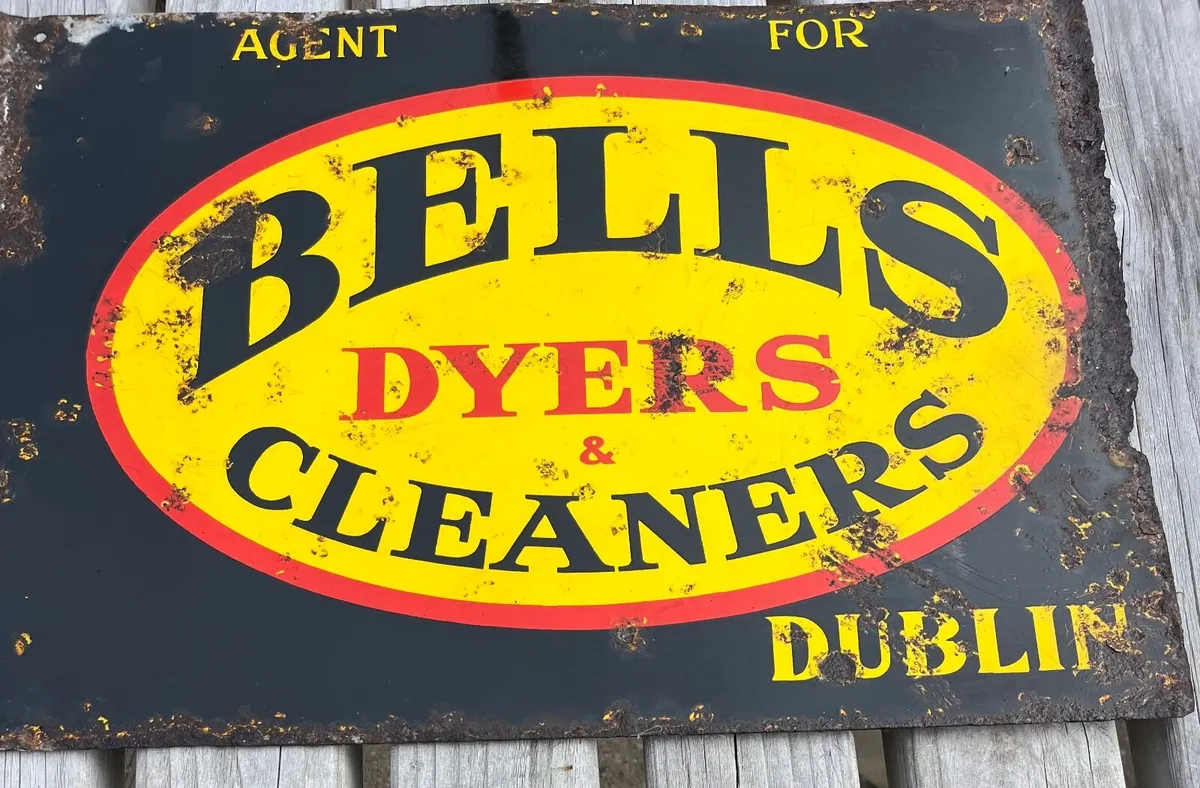 AGENT FOR
BELLS
DYERS
&
CLEANERS
DUBLIN